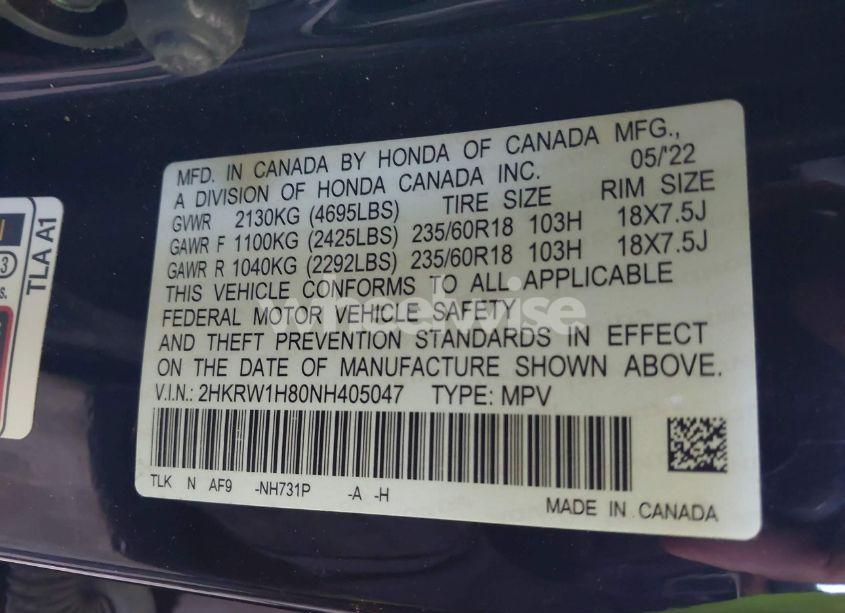 MFD. IN CANADA BY HONDA OF CANADA MFG.,
A DIVISION OF HONDA CANADA INC. 05/'22
GVWR 2130KG (4695LBS) TIRE SIZE RIM SIZE
GAWR F 1100KG (2425LBS) 235/60R18 103H 18X7.5J
GAWR R 1040KG (2292LBS) 235/60R18 103H 18X7.5J
THIS VEHICLE CONFORMS TO ALL APPLICABLE
FEDERAL MOTOR VEHICLE SAFETY
AND THEFT PREVENTION STANDARDS IN EFFECT
ON THE DATE OF MANUFACTURE SHOWN ABOVE.
V.I.N.: 2HKRW1H80NH405047 TYPE: MPV
TLK N AF9 -NH731P -A -H
MADE IN CANADA
TLA A1
3
s.
wheelwise